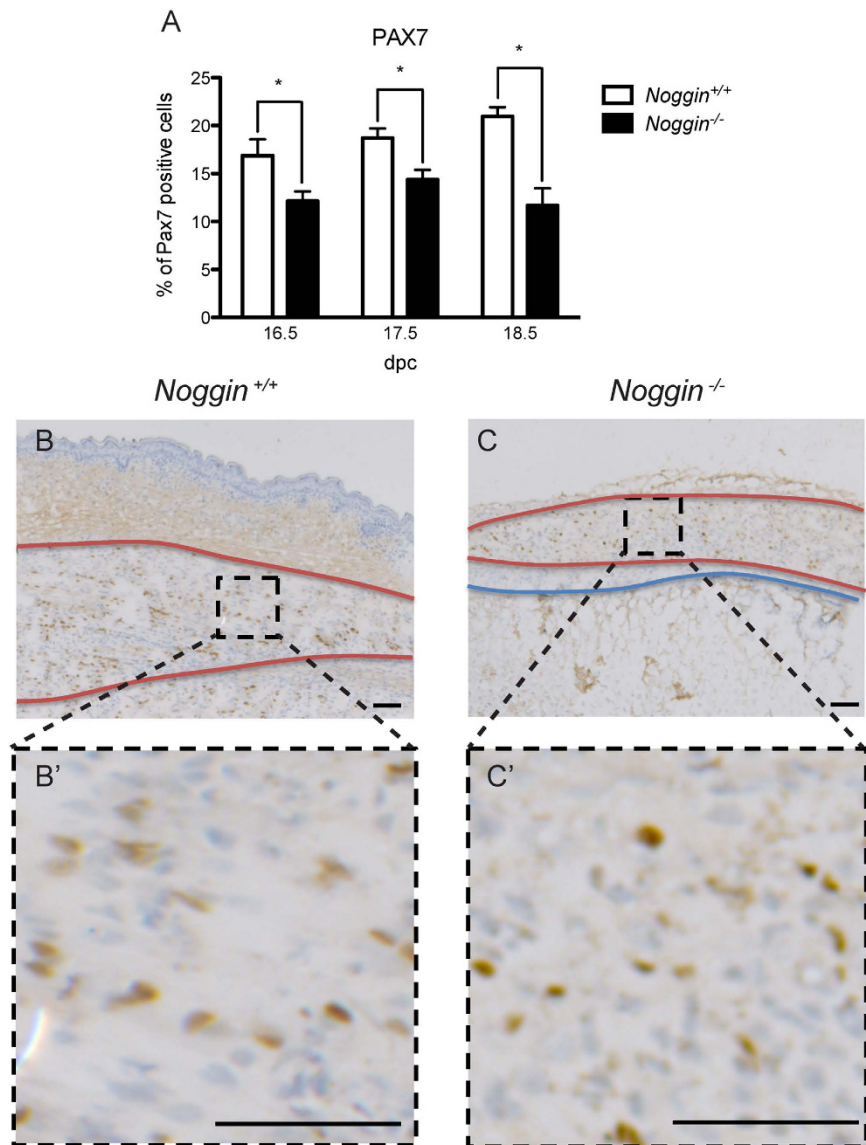 A
PAX7
*
*
*
Noggin+/+
Noggin-/-
% of Pax7 positive cells
25
20
15
10
5
0
16.5
17.5
18.5
dpc
Noggin +/+
Noggin -/-
B
C
B'
C'